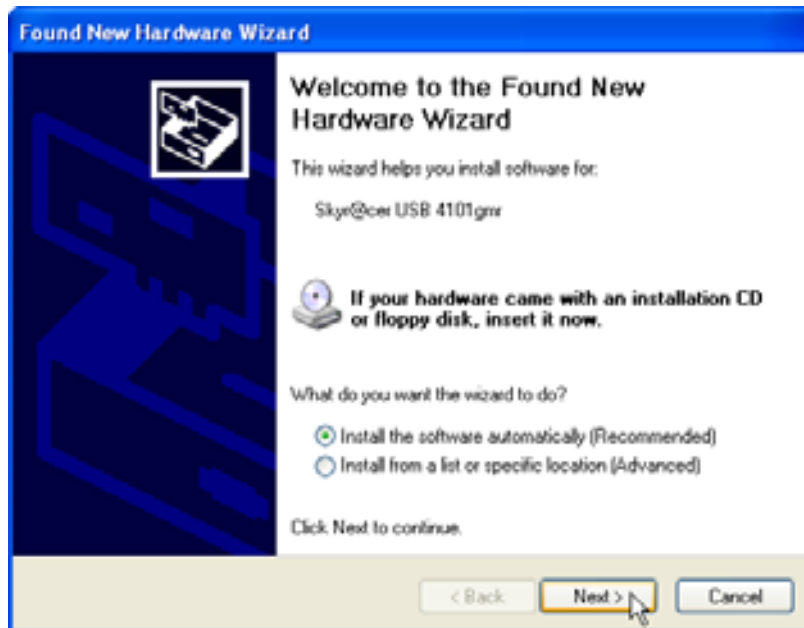 Found New Hardware Wizard
Welcome to the Found New
Hardware Wizard
This wizard helps you install software for:
Skyr@cer USB 4101gmr
If your hardware came with an installation CD
or floppy disk, insert it now.
What do you want the wizard to do?
Install the software automatically (Recommended)
Install from a list or specific location (Advanced)
Click Next to continue.
< Back
Next >
Cancel